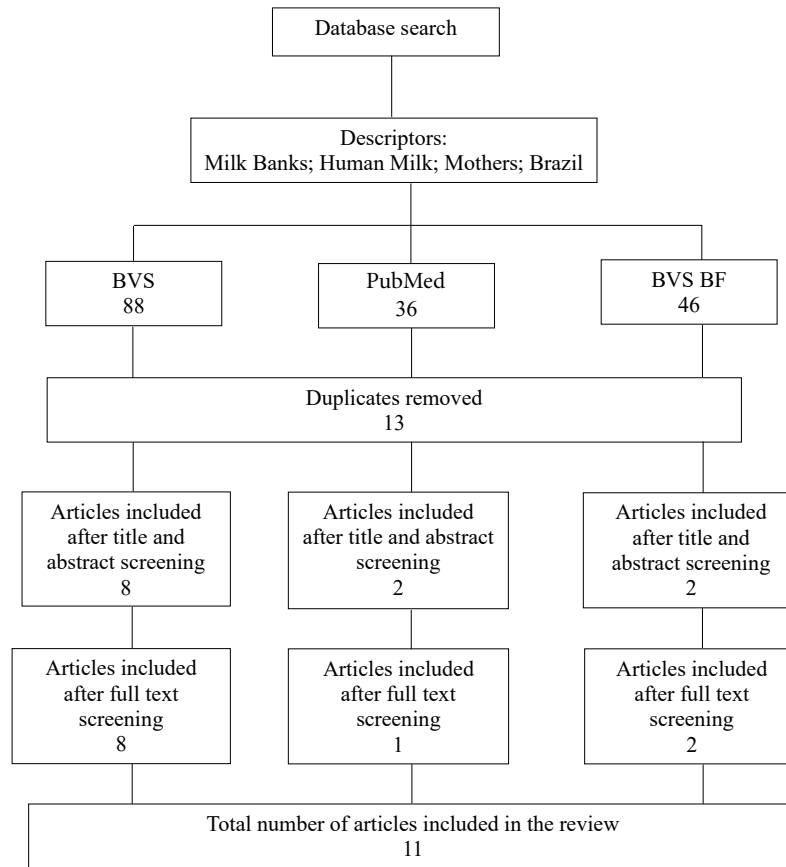 Database search
Descriptors:
Milk Banks; Human Milk; Mothers; Brazil
BVS
88
PubMed
36
BVS BF
46
Duplicates removed
13
Articles included
after title and
abstract screening
8
Articles included
after title and abstract
screening
2
Articles included
after title and
abstract screening
2
Articles included
after full text
screening
8
Articles included
after full text
screening
1
Articles included
after full text
screening
2
Total number of articles included in the review
11